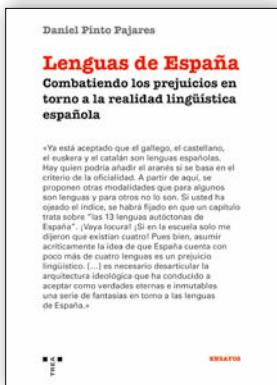 Daniel Pinto Pajares
Lenguas de España
Combatiendo los prejuicios en
torno a la realidad lingüística
española
«Ya está aceptado que el gallego, el castellano,
el euskera y el catalán son lenguas españolas.
Hay quien podría añadir el aranés si se basa en el
criterio de la oficialidad. A partir de aquí, se
proponen otras modalidades que para algunos
son lenguas y para otros no lo son. Si usted ha
ojeado el índice, se habrá fijado en que un capítulo
trata sobre "las 13 lenguas autóctonas de
España". ¡Vaya locura! ¡Si en la escuela solo me
dijeron que existían cuatro! Pues bien, asumir
acríticamente la idea de que España cuenta con
poco más de cuatro lenguas es un prejuicio
lingüístico. [...] es necesario desarticular la
arquitectura ideológica que ha conducido a
aceptar como verdades eternas e inmutables
una serie de fantasías en torno a las lenguas
de España.»
TREA
ENSAYOS